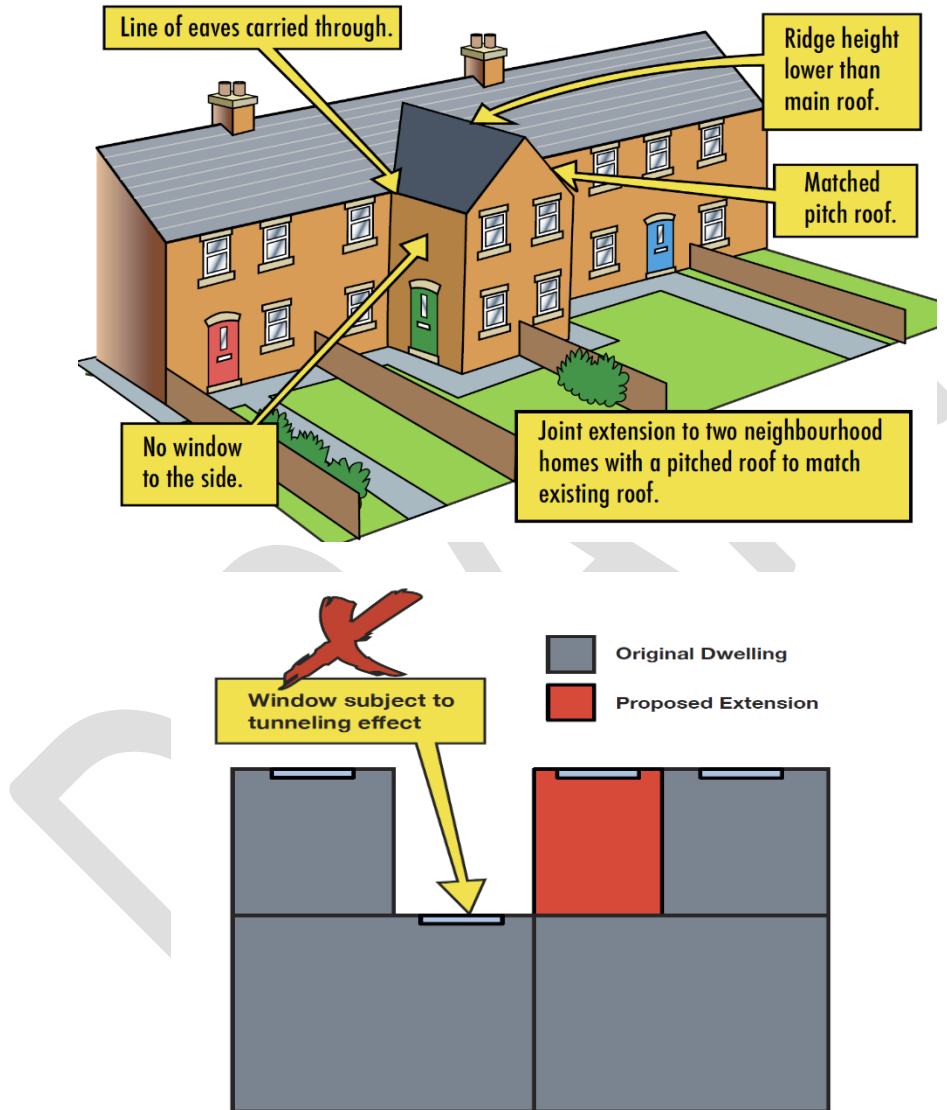 Line of eaves carried through.
Ridge height
lower than
main roof.
Matched
pitch roof.
No window
to the side.
Joint extension to two neighbourhood
homes with a pitched roof to match
existing roof.
Window subject to
tunneling effect
Original Dwelling
Proposed Extension